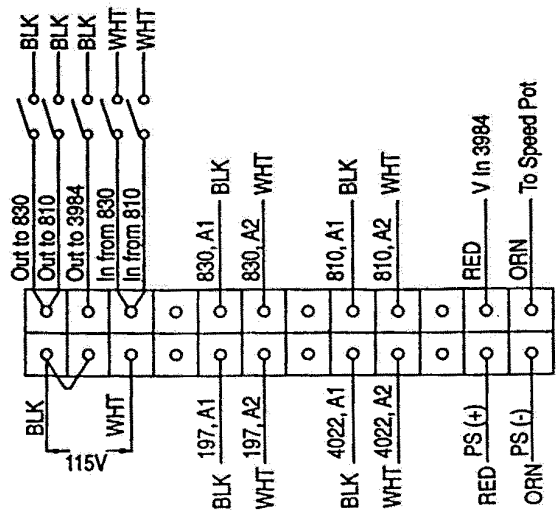 BLK
BLK
BLK
WHT
WHT
Out to 830
Out to 810
Out to 3984
In from 830
In from 810
830, A1
BLK
830, A2
WHT
810, A1
BLK
810, A2
WHT
RED
V In 3984
ORN
To Speed Pot
BLK
WHT
115V
BLK
197, A1
WHT
197, A2
BLK
4022, A1
WHT
4022, A2
RED
PS (+)
ORN
PS (-)